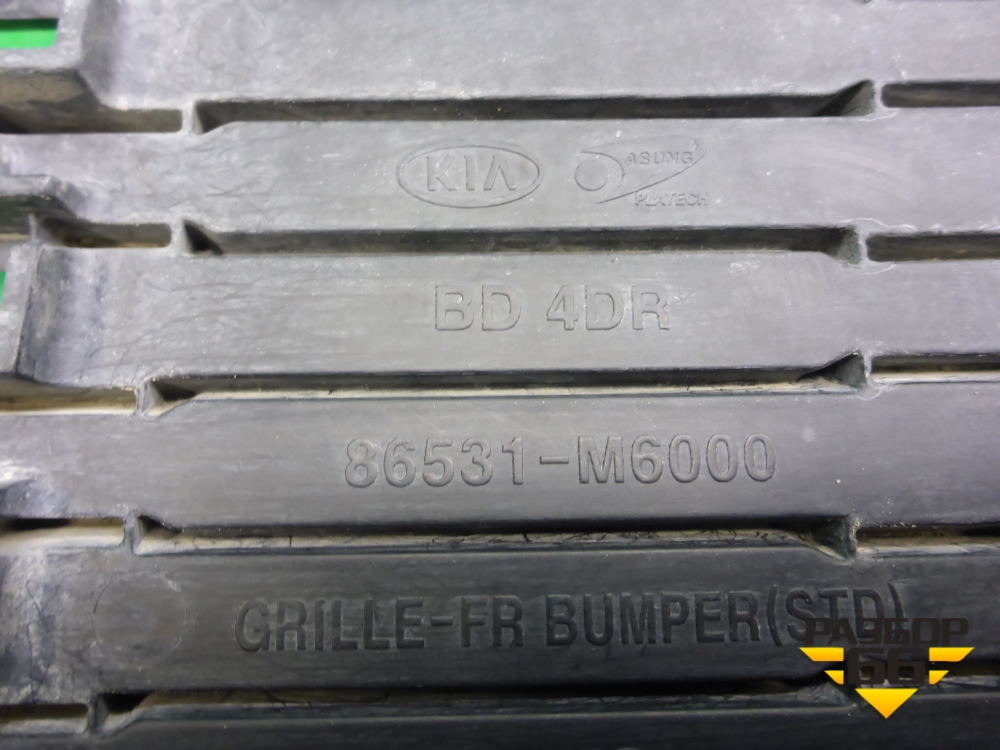 KIA ASUNG PLATECH
BD 4DR
86531-M6000
GRILLE-FR BUMPER(STD)
РАЗБОР
66